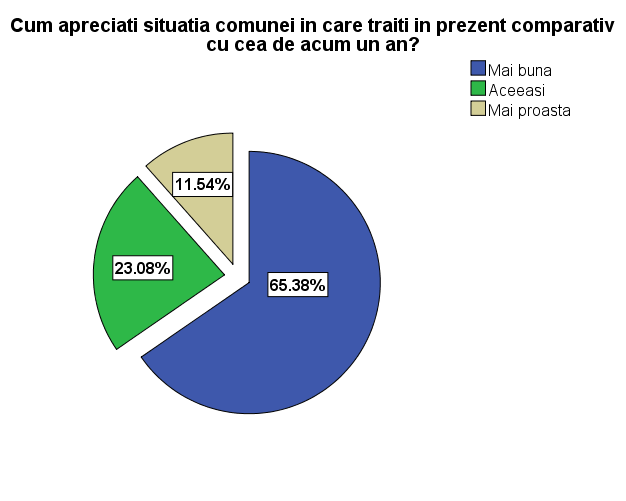 Cum apreciati situatia comunei in care traiti in prezent comparativ
cu cea de acum un an?
Mai buna
Aceeasi
Mai proasta
11.54%
23.08%
65.38%